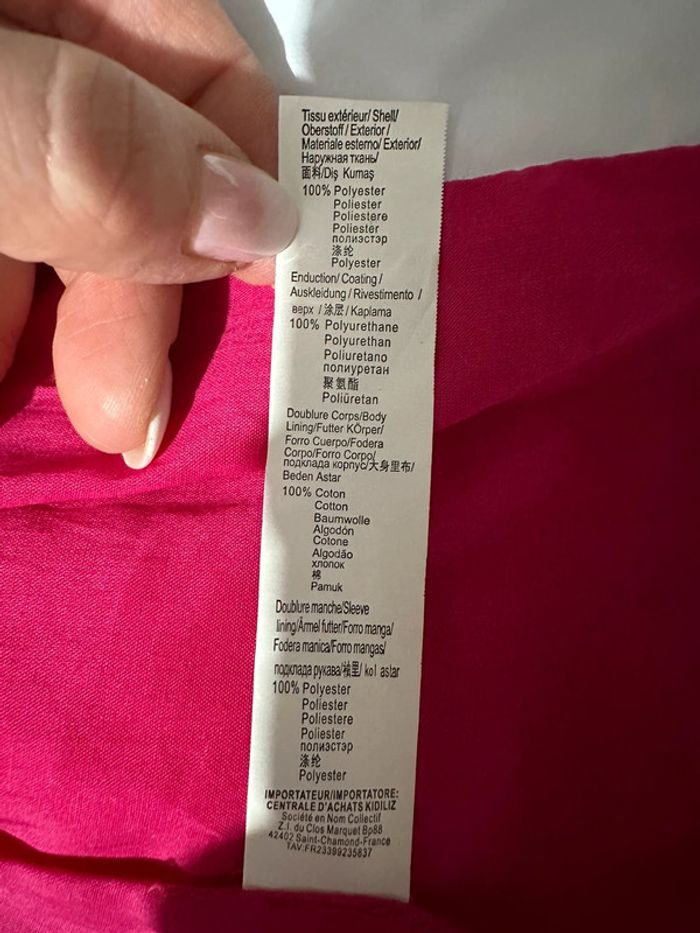 Tissu extérieur/ Shell/
Oberstoff / Exterior /
Materiale esterno/ Exterior/
Наружная ткань/
面料/Dış Kumaş
100% Polyester
Poliester
Poliestere
Poliester
полиэстэр
涤纶
Polyester
Enduction/ Coating /
Auskleidung / Rivestimento /
верх / 涂层 / Kaplama
100% Polyurethane
Polyurethan
Poliuretano
полиуретан
聚氨酯
Poliüretan
Doublure Corps/Body
Lining/Futter KÖrper/
Forro Cuerpo/Fodera
Corpo/Forro Corpo/
подклада корпус/大身里布/
Beden Astar
100% Coton
Cotton
Baumwolle
Algodón
Cotone
Algodão
хлопок
棉
Pamuk
Doublure manche/Sleeve
lining/Ärmel futter/Forro manga/
Fodera manica/Forro mangas/
подклада рукава/袖里/ kol astar
100% Polyester
Poliester
Poliestere
Poliester
полиэстэр
涤纶
Polyester
IMPORTATEUR/IMPORTATORE:
CENTRALE D'ACHATS KIDILIZ
Société en Nom Collectif
Z.I. du Clos Marquet Bp88
42402 Saint-Chamond-France
TAV:FR23399235837